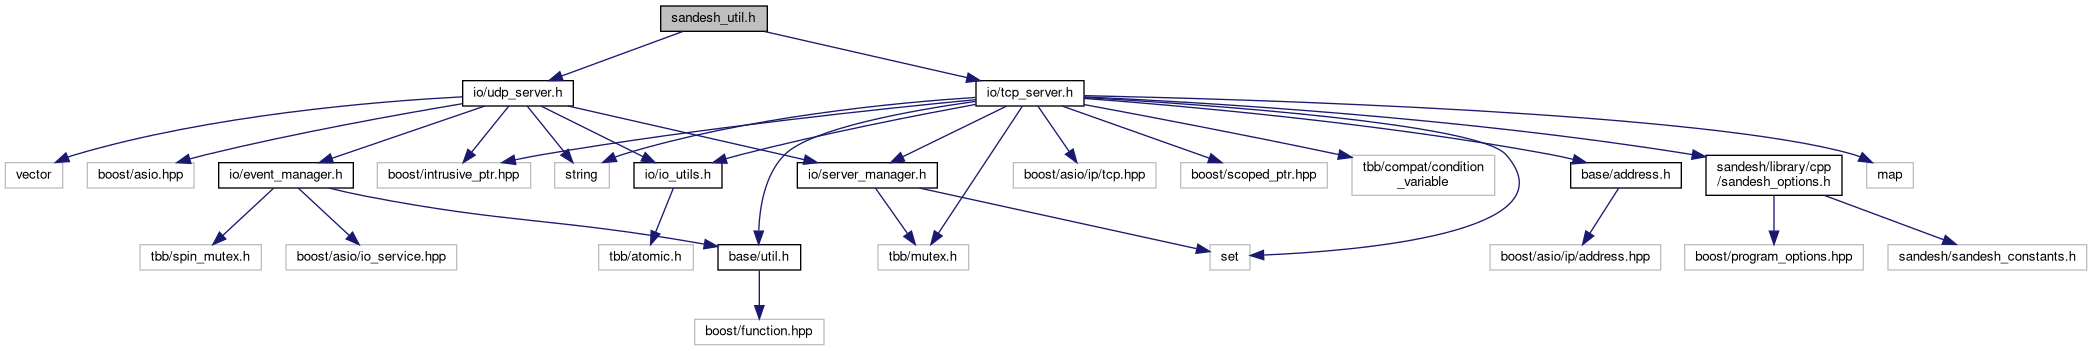 sandesh_util.h
io/udp_server.h
io/tcp_server.h
vector
boost/asio.hpp
io/event_manager.h
boost/intrusive_ptr.hpp
string
io/io_utils.h
io/server_manager.h
boost/asio/ip/tcp.hpp
boost/scoped_ptr.hpp
tbb/compat/condition
_variable
base/address.h
sandesh/library/cpp
/sandesh_options.h
map
tbb/spin_mutex.h
boost/asio/io_service.hpp
tbb/atomic.h
base/util.h
tbb/mutex.h
set
boost/asio/ip/address.hpp
boost/program_options.hpp
sandesh/sandesh_constants.h
boost/function.hpp